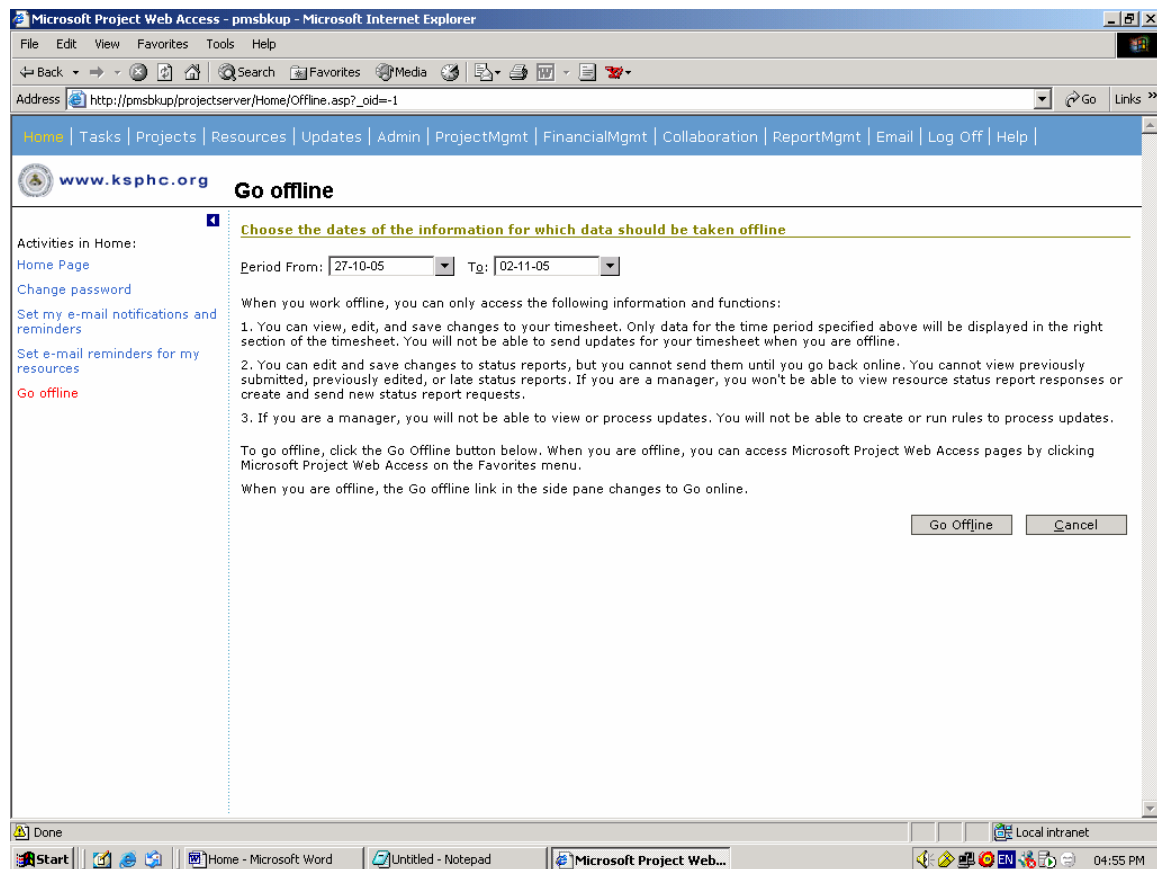 Microsoft Project Web Access - pmsbkup - Microsoft Internet Explorer
File Edit View Favorites Tools Help
Back Search Favorites Media
Address http://pmsbkup/projectserver/Home/Offline.asp?_oid=-1 Go Links »
Home | Tasks | Projects | Resources | Updates | Admin | ProjectMgmt | FinancialMgmt | Collaboration | ReportMgmt | Email | Log Off | Help |
www.ksphc.org
Go offline
Activities in Home:
Home Page
Change password
Set my e-mail notifications and
reminders
Set e-mail reminders for my
resources
Go offline
Choose the dates of the information for which data should be taken offline
Period From: 27-10-05 To: 02-11-05
When you work offline, you can only access the following information and functions:
1. You can view, edit, and save changes to your timesheet. Only data for the time period specified above will be displayed in the right
section of the timesheet. You will not be able to send updates for your timesheet when you are offline.
2. You can edit and save changes to status reports, but you cannot send them until you go back online. You cannot view previously
submitted, previously edited, or late status reports. If you are a manager, you won't be able to view resource status report responses or
create and send new status report requests.
3. If you are a manager, you will not be able to view or process updates. You will not be able to create or run rules to process updates.
To go offline, click the Go Offline button below. When you are offline, you can access Microsoft Project Web Access pages by clicking
Microsoft Project Web Access on the Favorites menu.
When you are offline, the Go offline link in the side pane changes to Go online.
Go Offline Cancel
Done Local intranet
Start Home - Microsoft Word Untitled - Notepad Microsoft Project Web... EN 04:55 PM